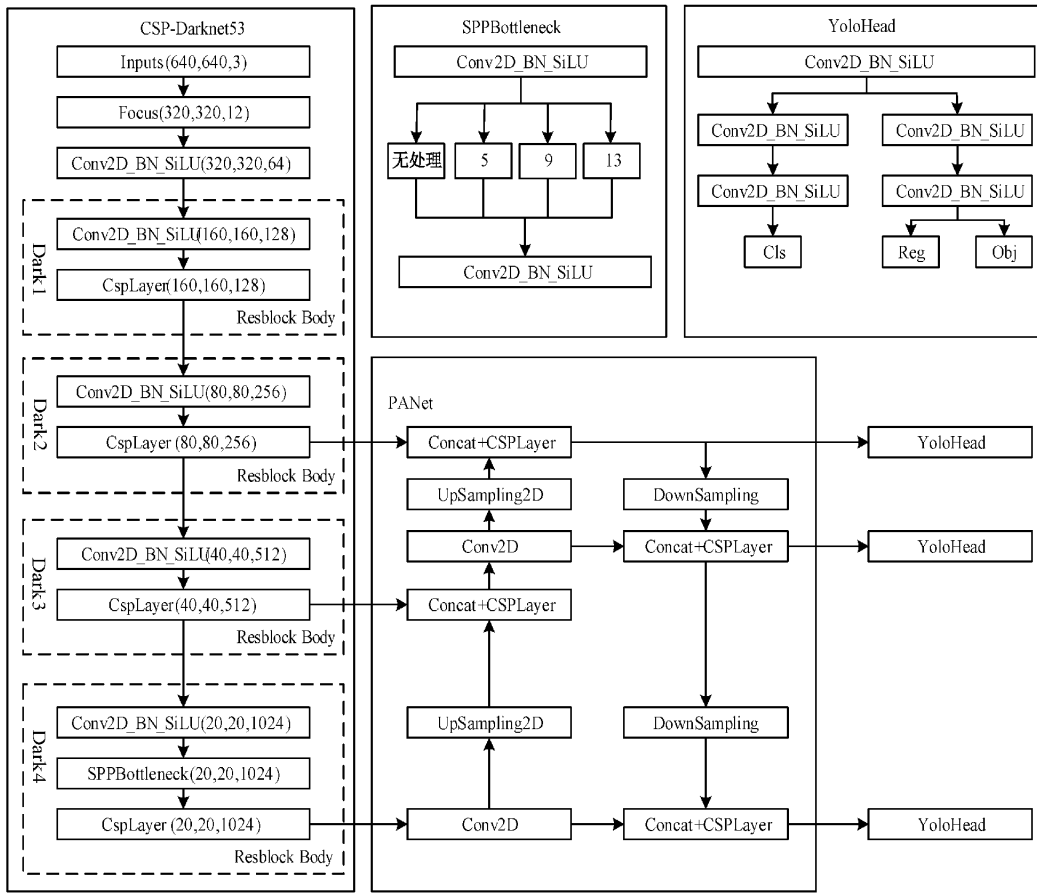 CSP-Darknet53
Inputs(640,640,3)
Focus(320,320,12)
Conv2D_BN_SiLU(320,320,64)
Dark1
Conv2D_BN_SiLU(160,160,128)
CspLayer(160,160,128)
Resblock Body
Dark2
Conv2D_BN_SiLU(80,80,256)
CspLayer (80,80,256)
Resblock Body
Dark3
Conv2D_BN_SiLU(40,40,512)
CspLayer(40,40,512)
Resblock Body
Dark4
Conv2D_BN_SiLU(20,20,1024)
SPPBottleneck(20,20,1024)
CspLayer (20,20,1024)
Resblock Body
SPPBottleneck
Conv2D_BN_SiLU
无处理 5 9 13
Conv2D_BN_SiLU
YoloHead
Conv2D_BN_SiLU
Conv2D_BN_SiLU Conv2D_BN_SiLU
Conv2D_BN_SiLU Conv2D_BN_SiLU
Cls Reg Obj
PANet
Concat+CSPLayer YoloHead
UpSampling2D DownSampling
Conv2D Concat+CSPLayer YoloHead
Concat+CSPLayer
UpSampling2D DownSampling
Conv2D Concat+CSPLayer YoloHead